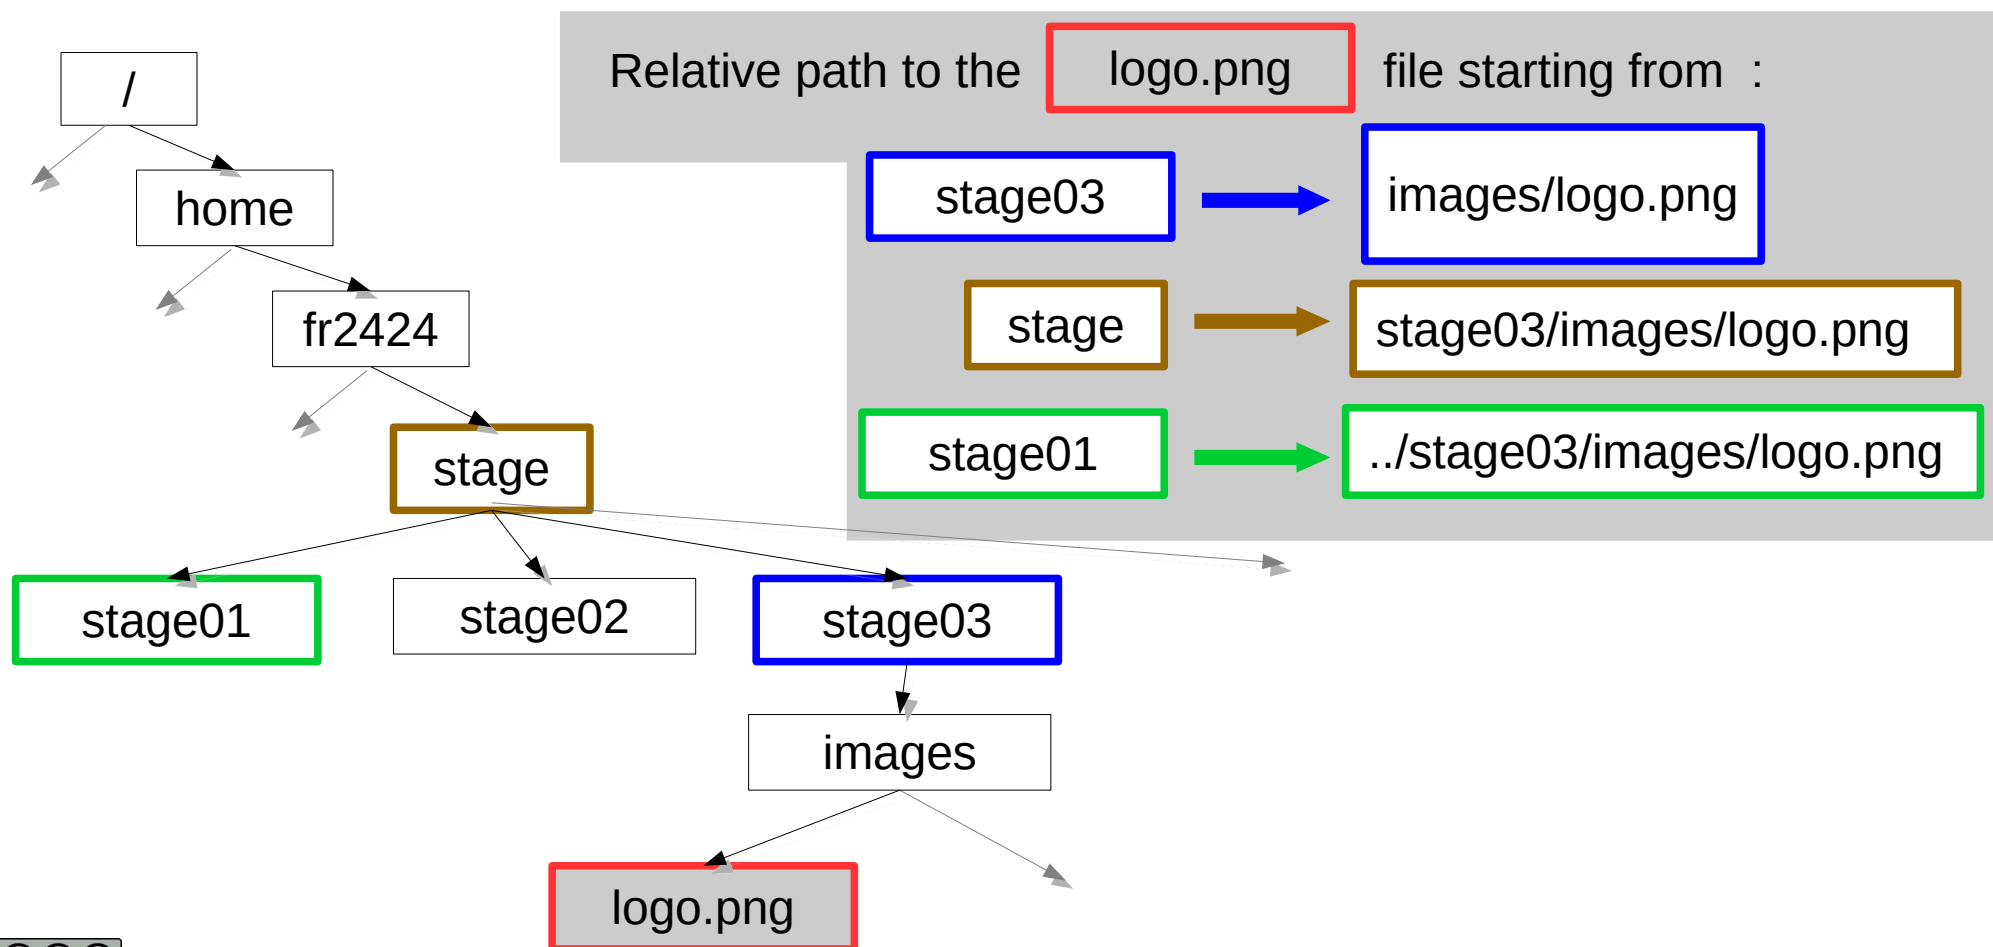 Relative path to the logo.png file starting from :
/
home
fr2424
stage
stage01
stage02
stage03
images
logo.png
stage03 images/logo.png
stage stage03/images/logo.png
stage01 ../stage03/images/logo.png